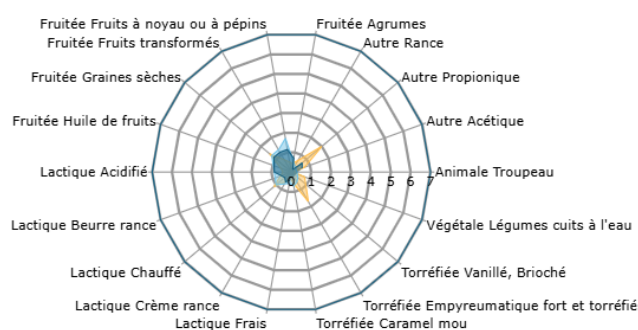 Fruitée Fruits à noyau ou à pépins
Fruitée Agrumes
Fruitée Fruits transformés
Autre Rance
Fruitée Graines sèches
Autre Propionique
Fruitée Huile de fruits
Autre Acétique
Lactique Acidifié
0 1 2 3 4 5 6 7
Animale Troupeau
Lactique Beurre rance
Végétale Légumes cuits à l'eau
Lactique Chauffé
Torréfiée Vanillé, Brioché
Lactique Crème rance
Torréfiée Empyreumatique fort et torréfié
Lactique Frais
Torréfiée Caramel mou